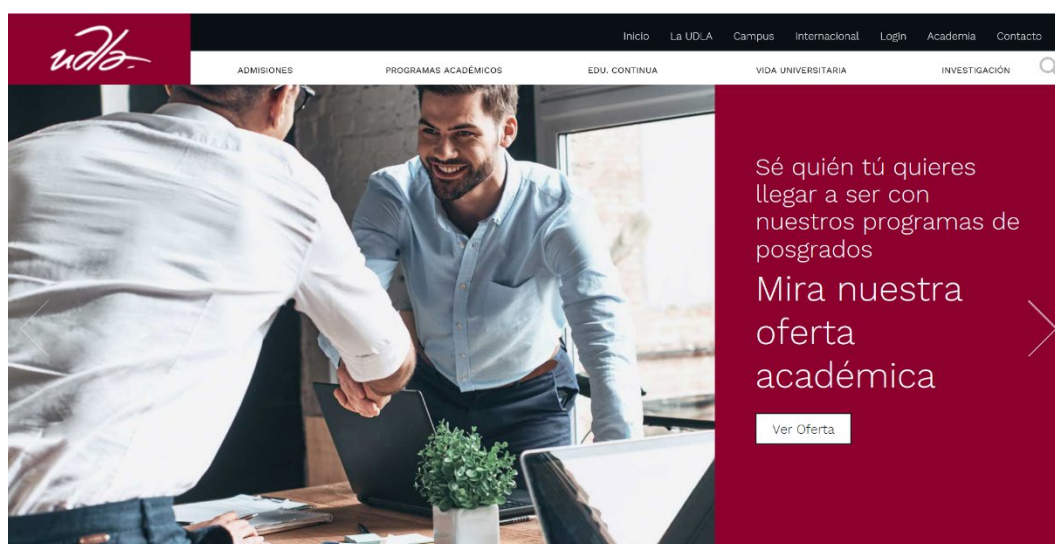 udla-
Inicio La UDLA Campus Internacional Login Academia Contacto
ADMISIONES PROGRAMAS ACADÉMICOS EDU. CONTINUA VIDA UNIVERSITARIA INVESTIGACIÓN
Sé quién tú quieres
llegar a ser con
nuestros programas de
posgrados
Mira nuestra
oferta
académica
Ver Oferta